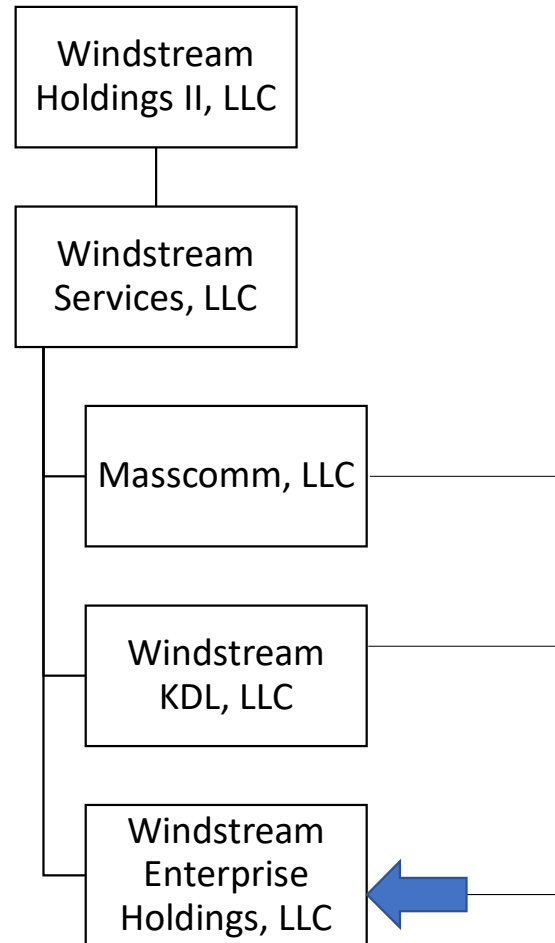 Windstream
Holdings II, LLC
Windstream
Services, LLC
Masscomm, LLC
Windstream
KDL, LLC
Windstream
Enterprise
Holdings, LLC